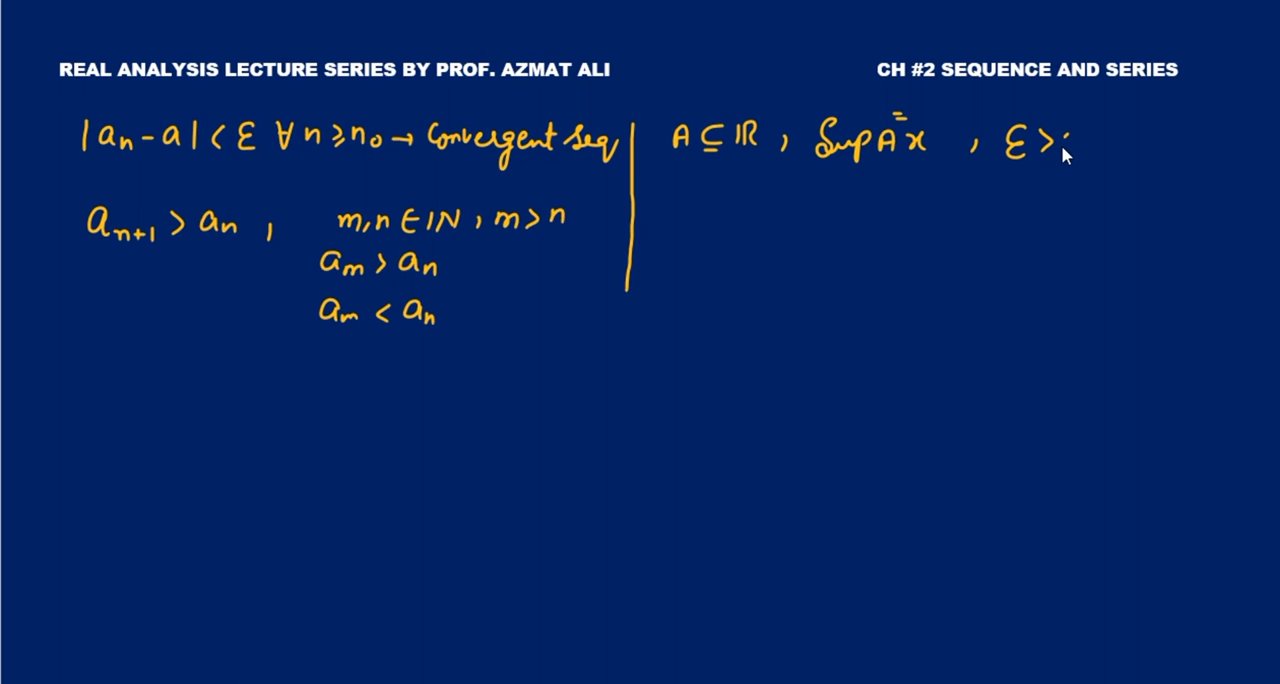 REAL ANALYSIS LECTURE SERIES BY PROF. AZMAT ALI
CH #2 SEQUENCE AND SERIES
|aₙ - a| < ε ∀ n ≥ n₀ → Convergent Seq
aₙ₊₁ > aₙ ,
m,n ∈ ℕ , m > n
aₘ > aₙ
aₘ < aₙ
A ⊆ ℝ , Sup A = x , ε >